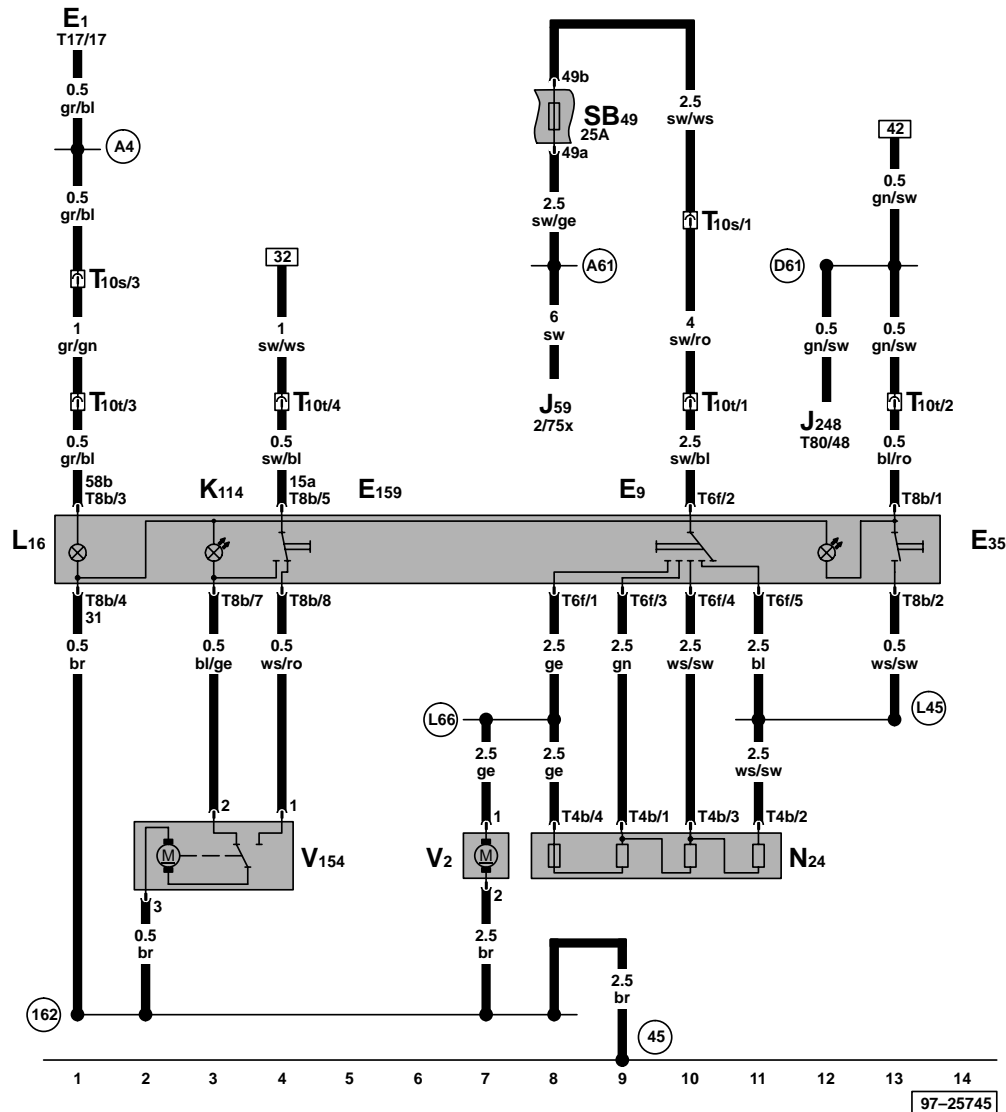 E1
T17/17
0.5
gr/bl
A4
0.5
gr/bl
T10s/3
1
gr/gn
T10t/3
0.5
gr/bl
58b
T8b/3
32
1
sw/ws
T10t/4
0.5
sw/bl
15a
T8b/5
49b
SB49
25A
49a
2.5
sw/ge
A61
6
sw
J59
2/75x
2.5
sw/ws
T10s/1
4
sw/ro
T10t/1
2.5
sw/bl
T6f/2
42
0.5
gn/sw
D61
0.5
gn/sw
J248
T80/48
0.5
gn/sw
T10t/2
0.5
bl/ro
T8b/1
K114
E159
E9
L16
E35
T8b/4
31
T8b/7
T8b/8
T6f/1
T6f/3
T6f/4
T6f/5
T8b/2
0.5
br
0.5
bl/ge
0.5
ws/ro
2.5
ge
2.5
gn
2.5
ws/sw
2.5
bl
0.5
ws/sw
L66
L45
2.5
ge
2.5
ge
2.5
ws/sw
2
1
1
T4b/4
T4b/1
T4b/3
T4b/2
M
V154
V2
M
N24
3
2
0.5
br
2.5
br
2.5
br
162
45
1 2 3 4 5 6 7 8 9 10 11 12 13 14
97–25745